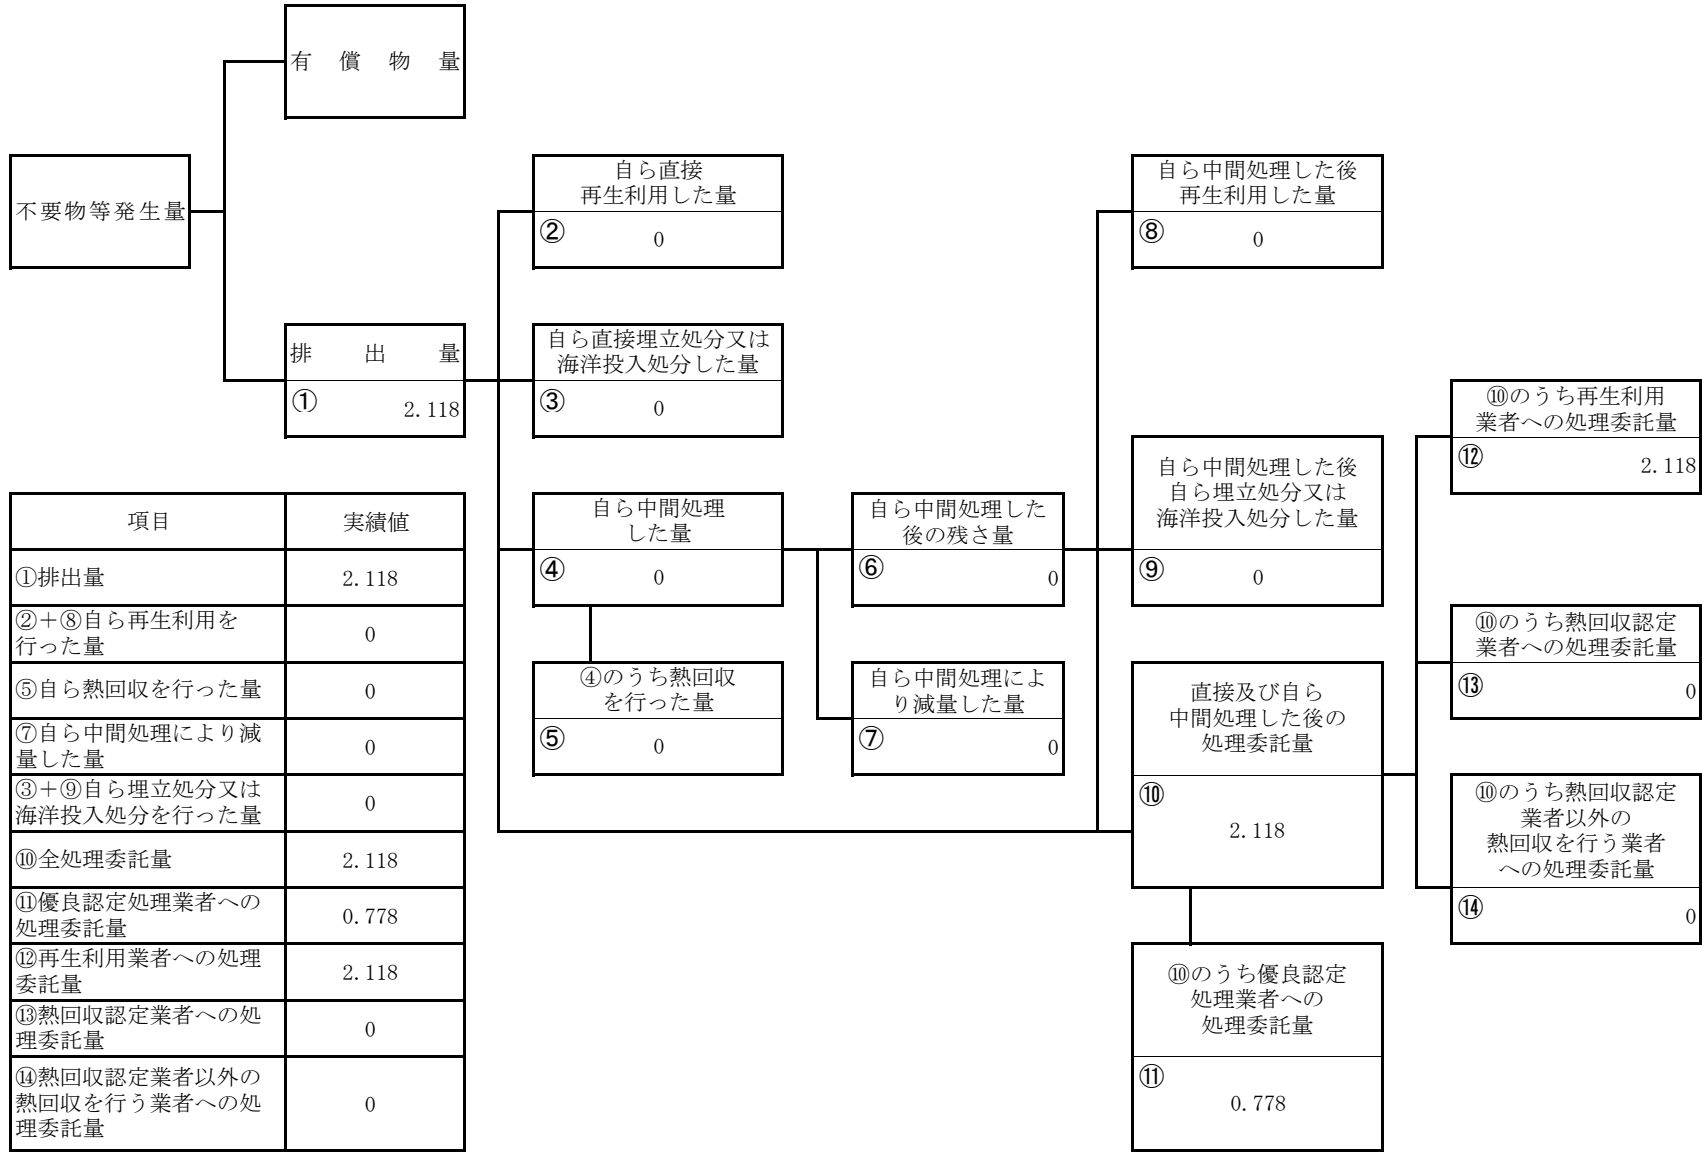 有償物量
不要物等発生量
排出量
①
2.118
自ら直接
再生利用した量
②
0
自ら直接埋立処分又は
海洋投入処分した量
③
0
自ら中間処理
した量
④
0
④のうち熱回収
を行った量
⑤
0
自ら中間処理した
後の残さ量
⑥
0
自ら中間処理によ
り減量した量
⑦
0
自ら中間処理した後
再生利用した量
⑧
0
自ら中間処理した後
自ら埋立処分又は
海洋投入処分した量
⑨
0
直接及び自ら
中間処理した後の
処理委託量
⑩
2.118
⑩のうち優良認定
処理業者への
処理委託量
⑪
0.778
⑩のうち再生利用
業者への処理委託量
⑫
2.118
⑩のうち熱回収認定
業者への処理委託量
⑬
0
⑩のうち熱回収認定
業者以外の
熱回収を行う業者
への処理委託量
⑭
0
項目 実績値
①排出量 2.118
②＋⑧自ら再生利用を
行った量 0
⑤自ら熱回収を行った量 0
⑦自ら中間処理により減
量した量 0
③＋⑨自ら埋立処分又は
海洋投入処分を行った量 0
⑩全処理委託量 2.118
⑪優良認定処理業者への
処理委託量 0.778
⑫再生利用業者への処理
委託量 2.118
⑬熱回収認定業者への処
理委託量 0
⑭熱回収認定業者以外の
熱回収を行う業者への処
理委託量 0